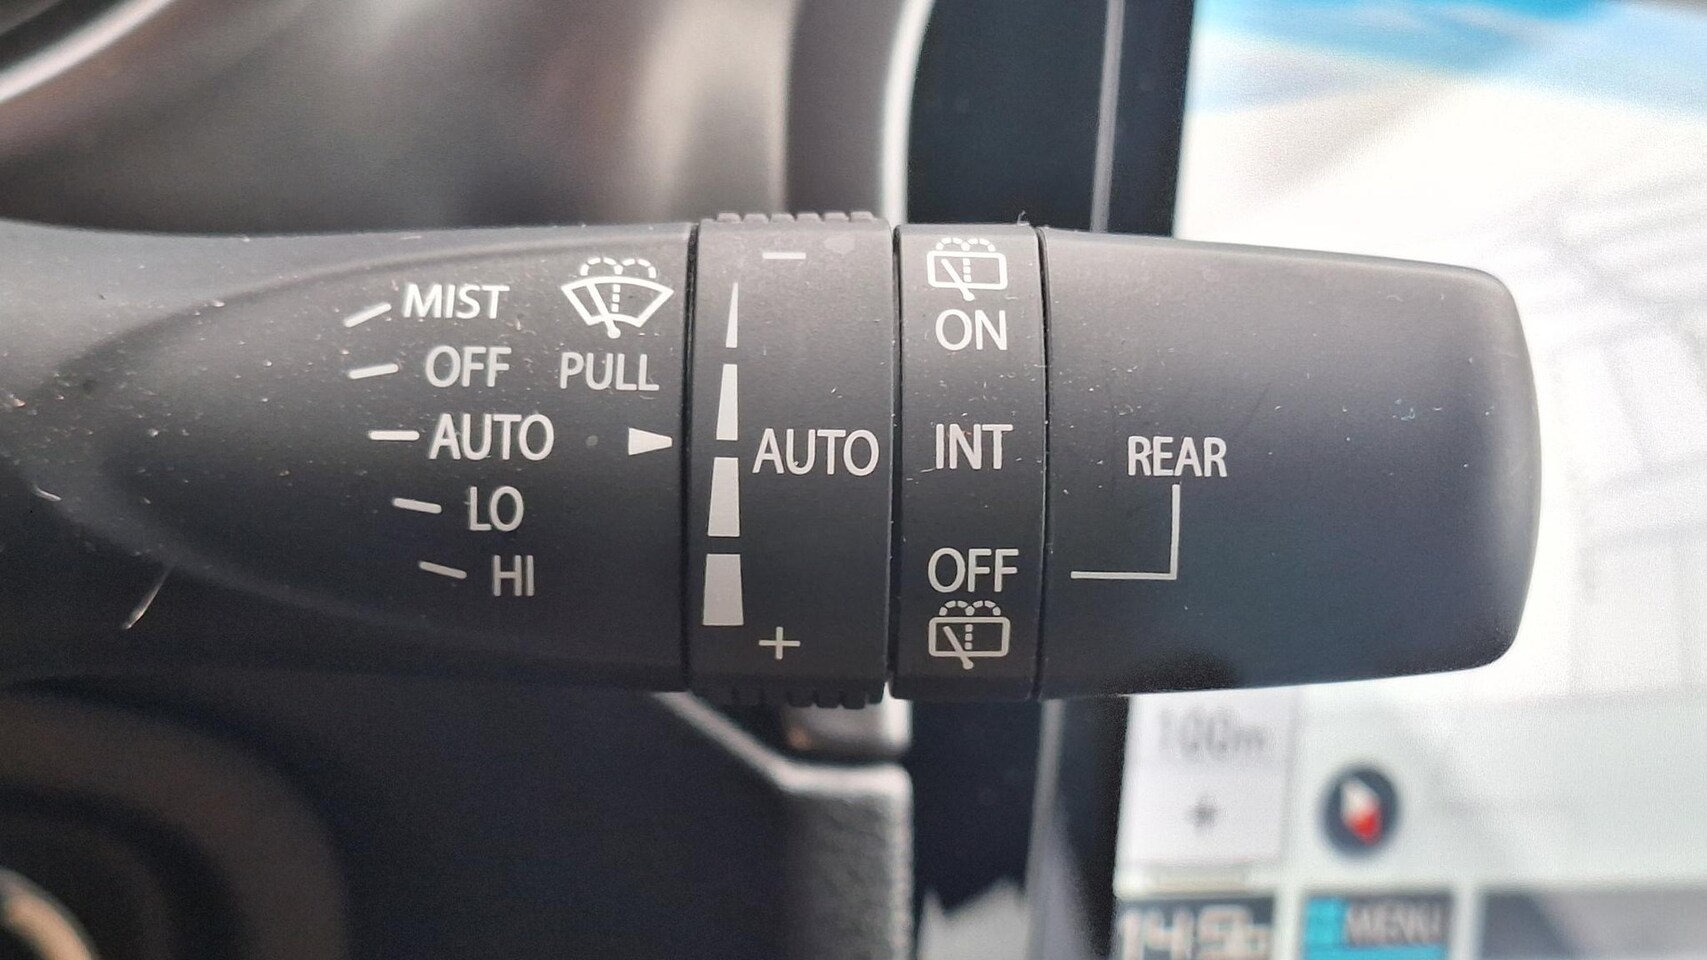 MIST
OFF
PULL
AUTO
LO
HI
−
AUTO
+
ON
INT
OFF
REAR
100m
+
MENU